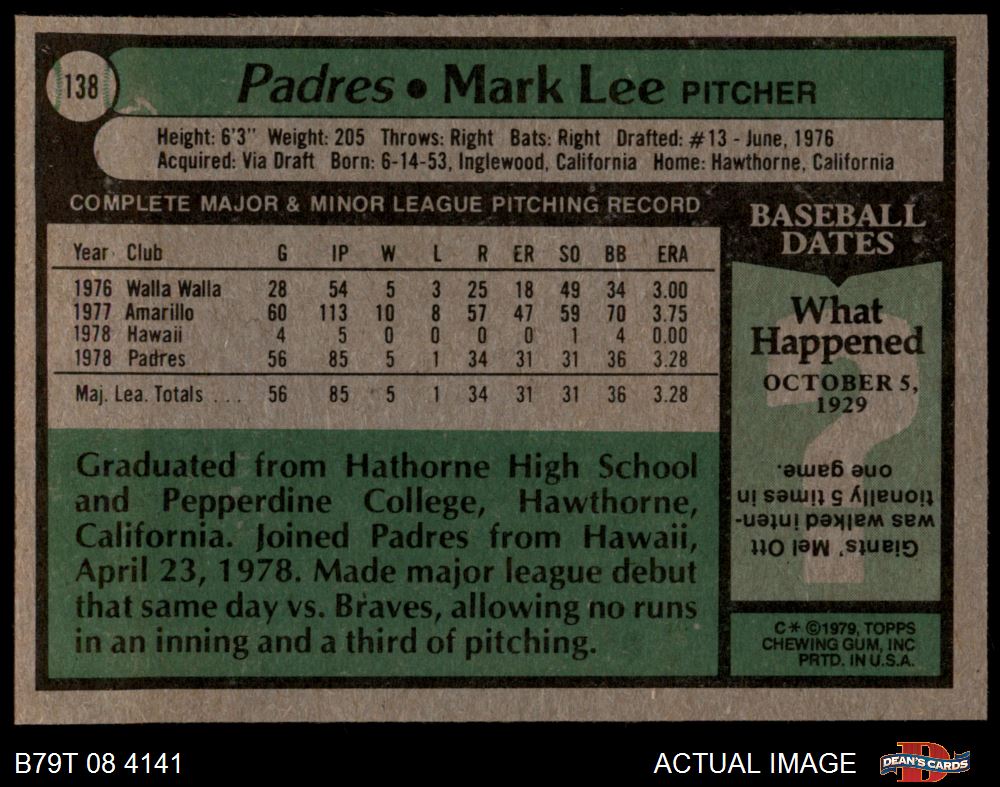 138
Padres • Mark Lee PITCHER
Height: 6'3" Weight: 205 Throws: Right Bats: Right Drafted: #13 - June, 1976
Acquired: Via Draft Born: 6-14-53, Inglewood, California Home: Hawthorne, California
COMPLETE MAJOR & MINOR LEAGUE PITCHING RECORD
Year Club G IP W L R ER SO BB ERA
1976 Walla Walla 28 54 5 3 25 18 49 34 3.00
1977 Amarillo 60 113 10 8 57 47 59 70 3.75
1978 Hawaii 4 5 0 0 0 0 1 4 0.00
1978 Padres 56 85 5 1 34 31 31 36 3.28
Maj. Lea. Totals ... 56 85 5 1 34 31 31 36 3.28
Graduated from Hathorne High School
and Pepperdine College, Hawthorne,
California. Joined Padres from Hawaii,
April 23, 1978. Made major league debut
that same day vs. Braves, allowing no runs
in an inning and a third of pitching.
BASEBALL
DATES
What
Happened
OCTOBER 5,
1929
?
Giants' Mel Ott
was walked inten-
tionally 5 times in
one game.
C* ©1979, TOPPS
CHEWING GUM, INC
PRTD. IN U.S.A.
B79T 08 4141
ACTUAL IMAGE
D
DEAN'S CARDS